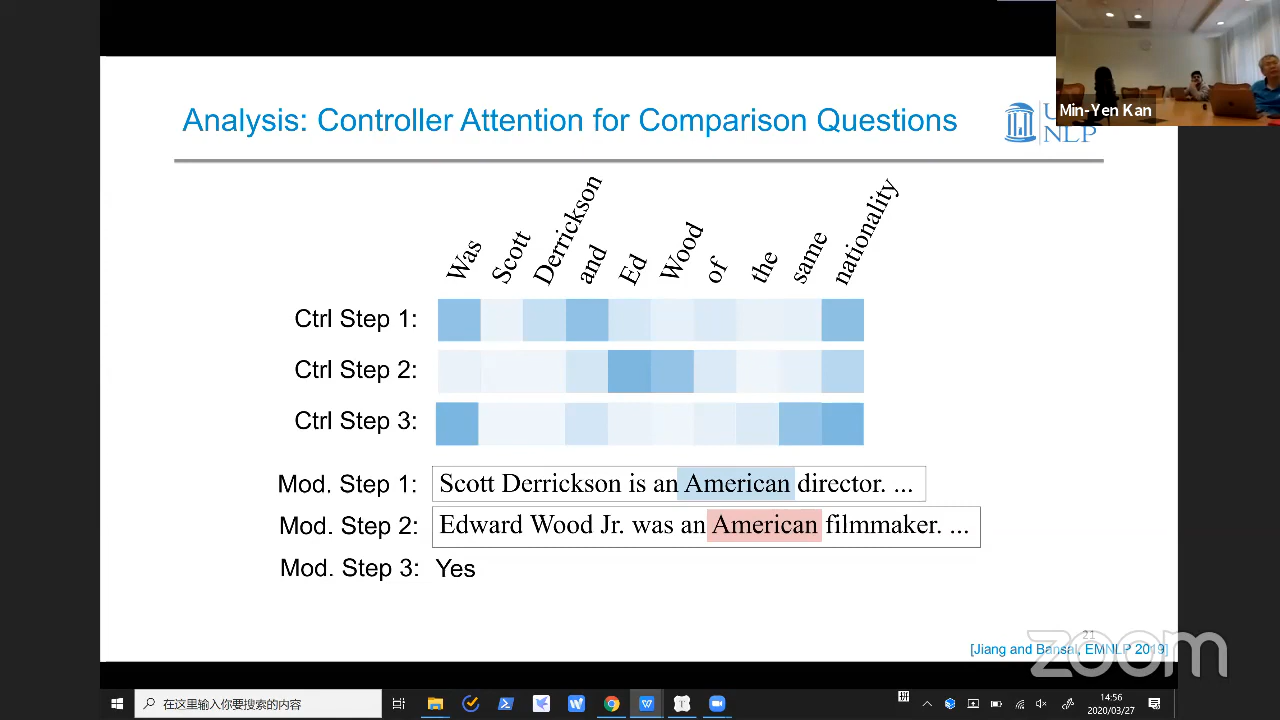 Min-Yen Kan
Analysis: Controller Attention for Comparison Questions
NLP
Was Scott Derrickson and Ed Wood of the same nationality
Ctrl Step 1:
Ctrl Step 2:
Ctrl Step 3:
Mod. Step 1: Scott Derrickson is an American director. ...
Mod. Step 2: Edward Wood Jr. was an American filmmaker. ...
Mod. Step 3: Yes
21
[Jiang and Bansal, EMNLP 2019]
zoom
在这里输入你要搜索的内容
14:56
2020/03/27